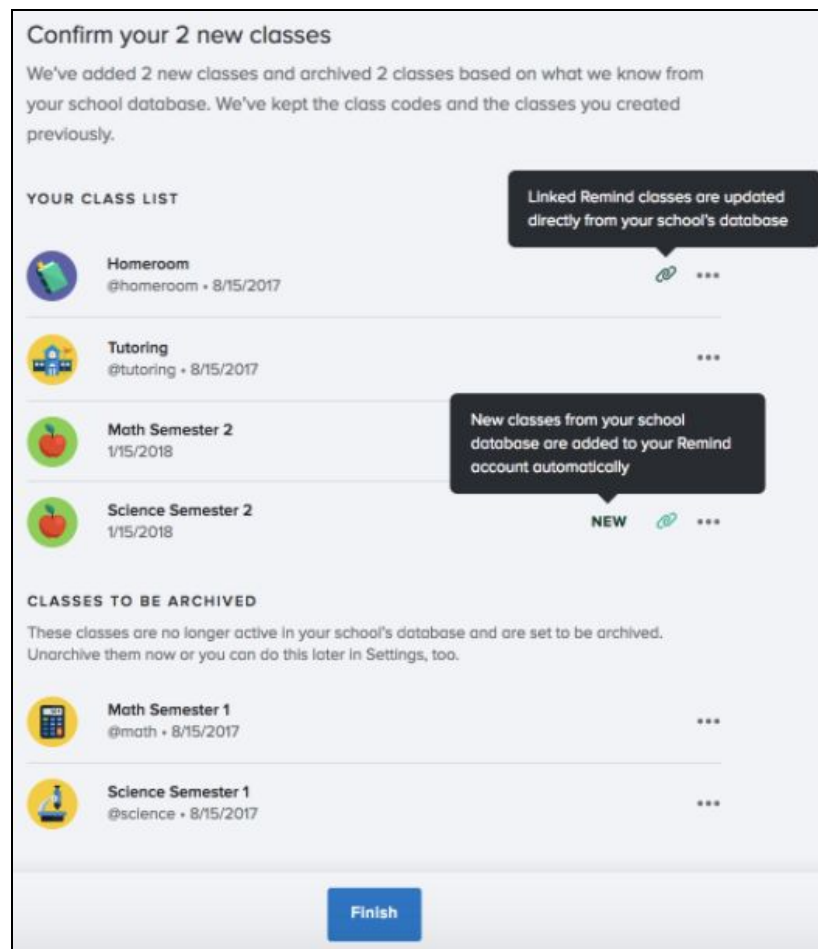 Confirm your 2 new classes
We've added 2 new classes and archived 2 classes based on what we know from
your school database. We've kept the class codes and the classes you created
previously.
YOUR CLASS LIST
Linked Remind classes are updated
directly from your school's database
Homeroom
@homeroom • 8/15/2017
Tutoring
@tutoring • 8/15/2017
Math Semester 2
1/15/2018
New classes from your school
database are added to your Remind
account automatically
Science Semester 2
1/15/2018
NEW
CLASSES TO BE ARCHIVED
These classes are no longer active in your school's database and are set to be archived.
Unarchive them now or you can do this later in Settings, too.
Math Semester 1
@math • 8/15/2017
Science Semester 1
@science • 8/15/2017
Finish